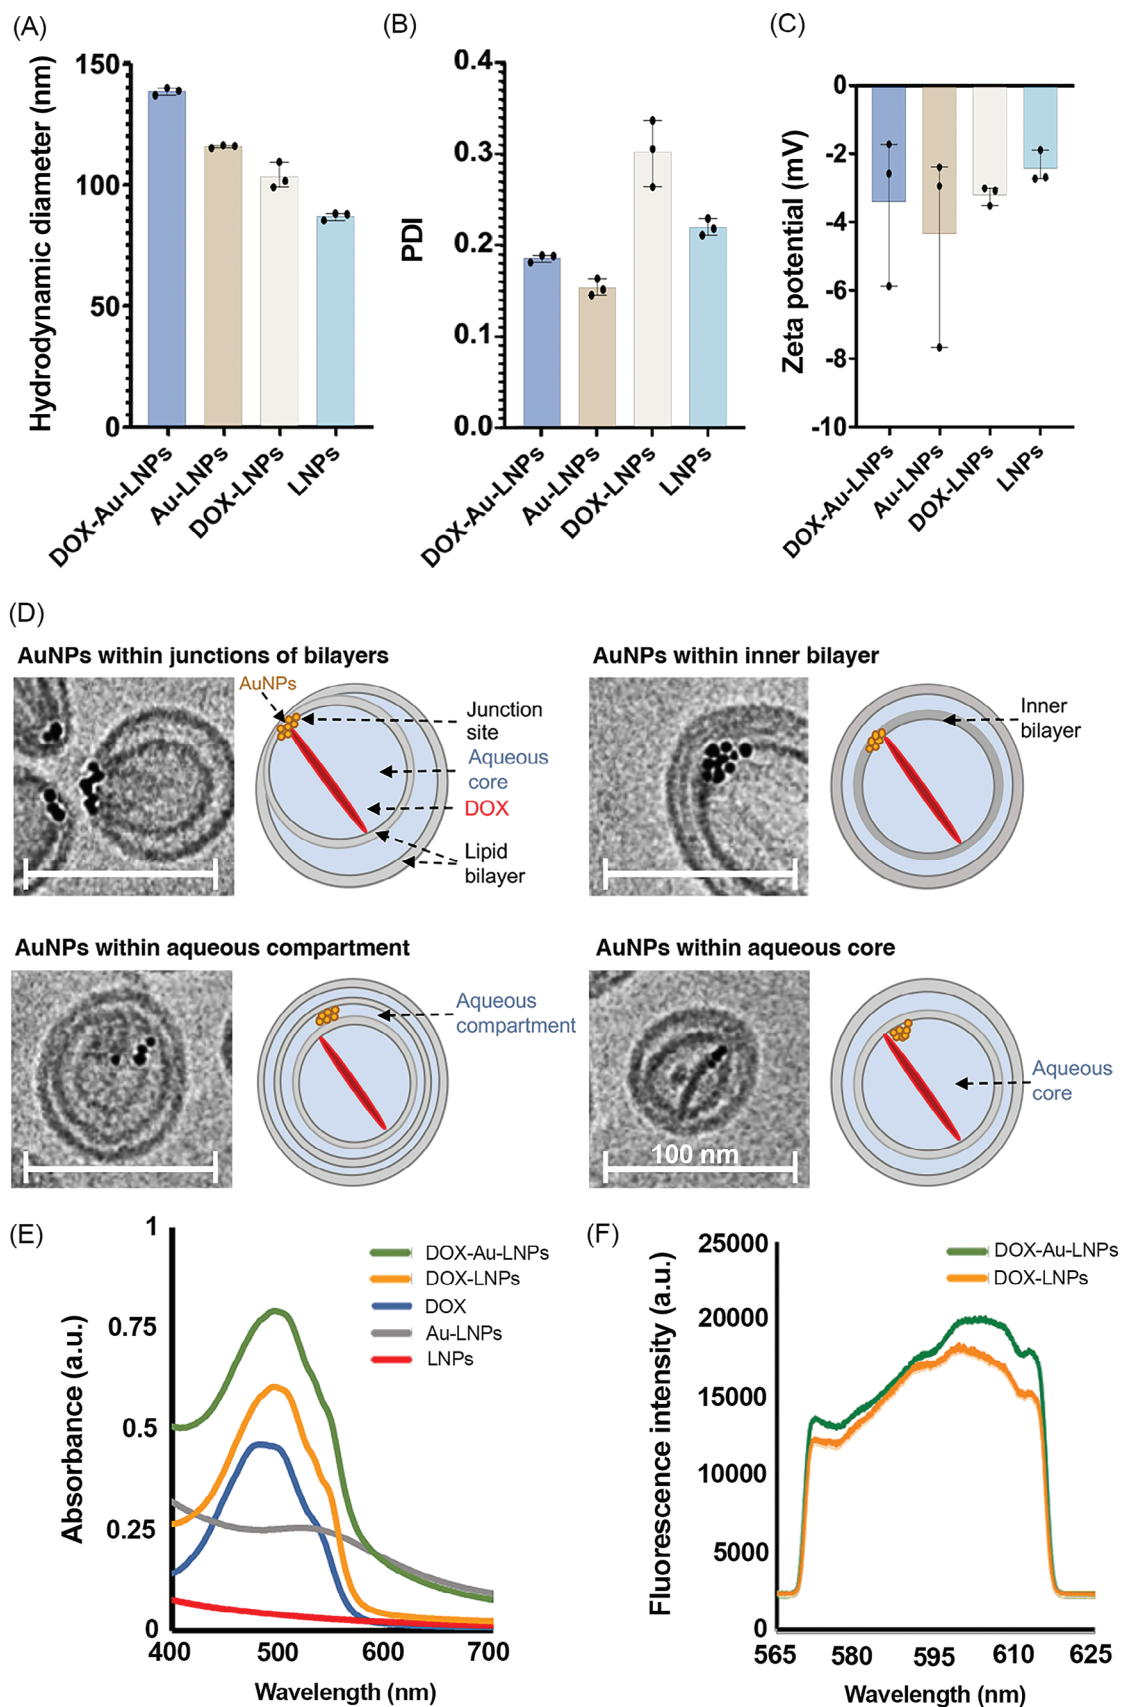 (A)
Hydrodynamic diameter (nm)
150
100
50
0
DOX-Au-LNPs
Au-LNPs
DOX-LNPs
LNPs
(B)
PDI
0.4
0.3
0.2
0.1
0.0
DOX-Au-LNPs
Au-LNPs
DOX-LNPs
LNPs
(C)
Zeta potential (mV)
0
-2
-4
-6
-8
-10
DOX-Au-LNPs
Au-LNPs
DOX-LNPs
LNPs
(D)
AuNPs within junctions of bilayers
AuNPs
Junction
site
Aqueous
core
DOX
Lipid
bilayer
AuNPs within inner bilayer
Inner
bilayer
AuNPs within aqueous compartment
Aqueous
compartment
AuNPs within aqueous core
100 nm
Aqueous
core
(E)
Absorbance (a.u.)
1
0.75
0.5
0.25
0
400
500
600
700
Wavelength (nm)
DOX-Au-LNPs
DOX-LNPs
DOX
Au-LNPs
LNPs
(F)
Fluorescence intensity (a.u.)
25000
20000
15000
10000
5000
0
565
580
595
610
625
Wavelength (nm)
DOX-Au-LNPs
DOX-LNPs